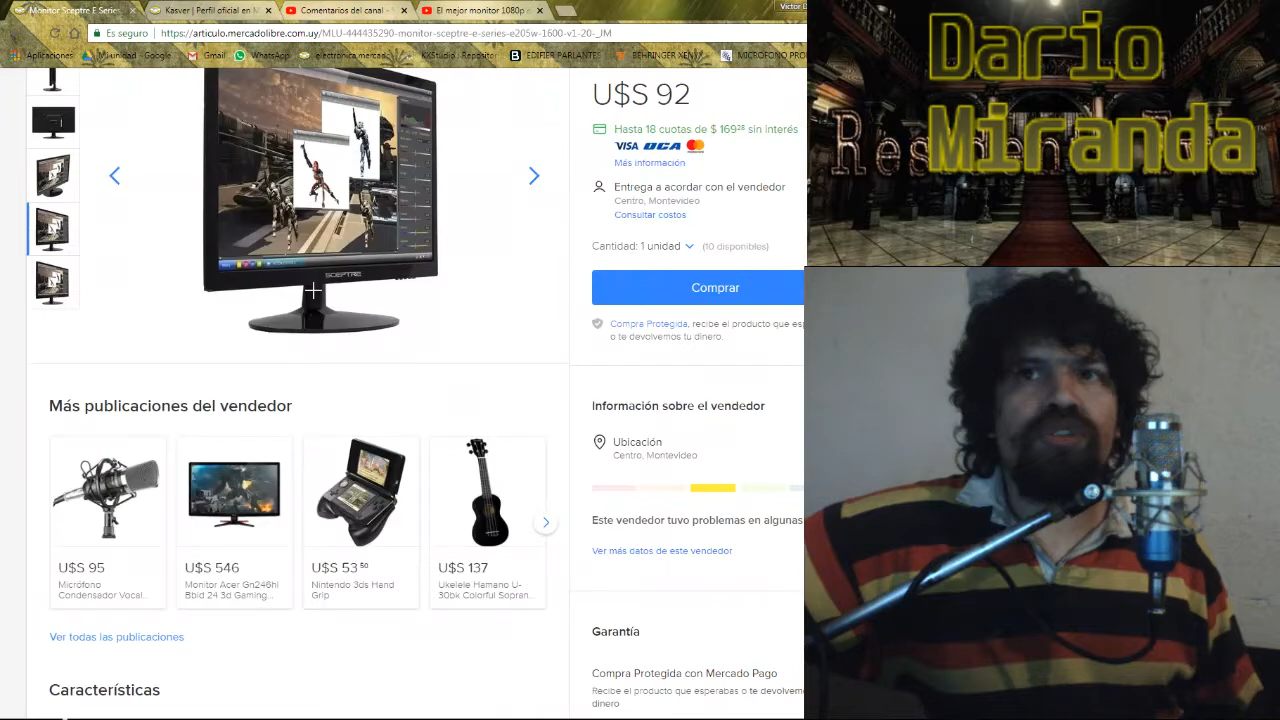 Monitor Sceptre E Series
Kasver | Perfil oficial en M
Comentarios del canal -
El mejor monitor 1080p e
Victor D
Es seguro
https://articulo.mercadolibre.com.uy/MLU-444435290-monitor-sceptre-e-series-e205w-1600-v1-20-_JM
Aplicaciones
Mi unidad - Google
Gmail
WhatsApp
electronica.mercad
KXStudio : Repositor
EDIFIER PARLANTES
BEHRINGER XENYX
MICROFONO PRO
SCEPTRE
U$S 92
Hasta 18 cuotas de $ 169²⁸ sin interés
VISA OCA
Más información
Entrega a acordar con el vendedor
Centro, Montevideo
Consultar costos
Cantidad: 1 unidad (10 disponibles)
Comprar
Compra Protegida, recibe el producto que esp
o te devolvemos tu dinero.
Más publicaciones del vendedor
U$S 95
Micrófono
Condensador Vocal...
U$S 546
Monitor Acer Gn246hl
Bbid 24 3d Gaming...
U$S 53⁵⁰
Nintendo 3ds Hand
Grip
U$S 137
Ukelele Hamano U-
30bk Colorful Sopran...
Ver todas las publicaciones
Características
Información sobre el vendedor
Ubicación
Centro, Montevideo
Este vendedor tuvo problemas en algunas
Ver más datos de este vendedor
Garantía
Compra Protegida con Mercado Pago
Recibe el producto que esperabas o te devolvem
dinero
Dario
Miranda